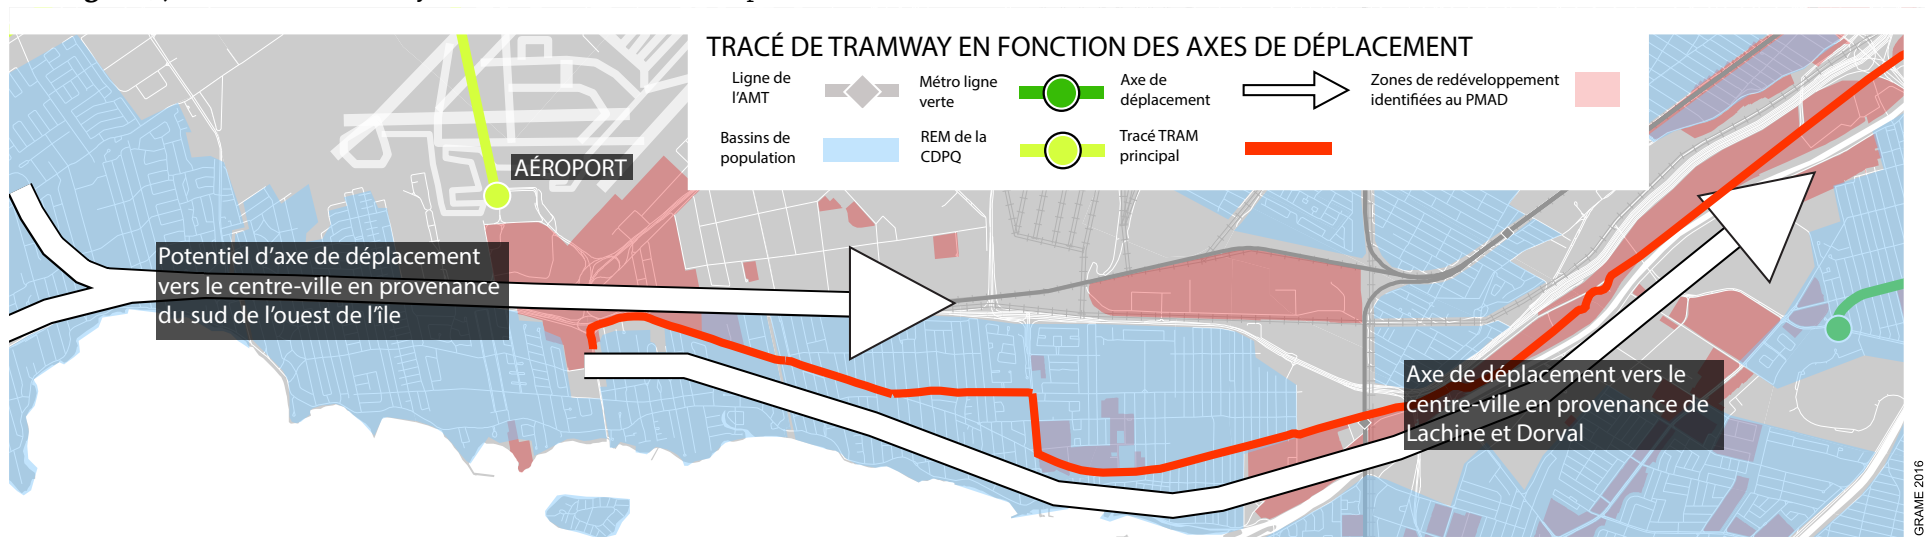 TRACÉ DE TRAMWAY EN FONCTION DES AXES DE DÉPLACEMENT
Ligne de
l'AMT
Métro ligne
verte
Axe de
déplacement
Zones de redéveloppement
identifiées au PMAD
Bassins de
population
REM de la
CDPQ
Tracé TRAM
principal
AÉROPORT
Potentiel d'axe de déplacement
vers le centre-ville en provenance
du sud de l'ouest de l'île
Axe de déplacement vers le
centre-ville en provenance de
Lachine et Dorval
GRAME 2016